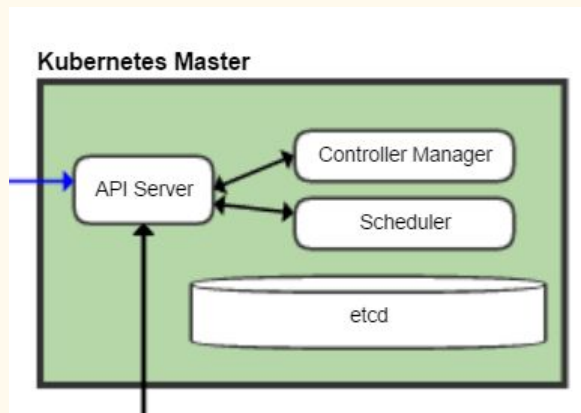 Kubernetes Master
API Server
Controller Manager
Scheduler
etcd